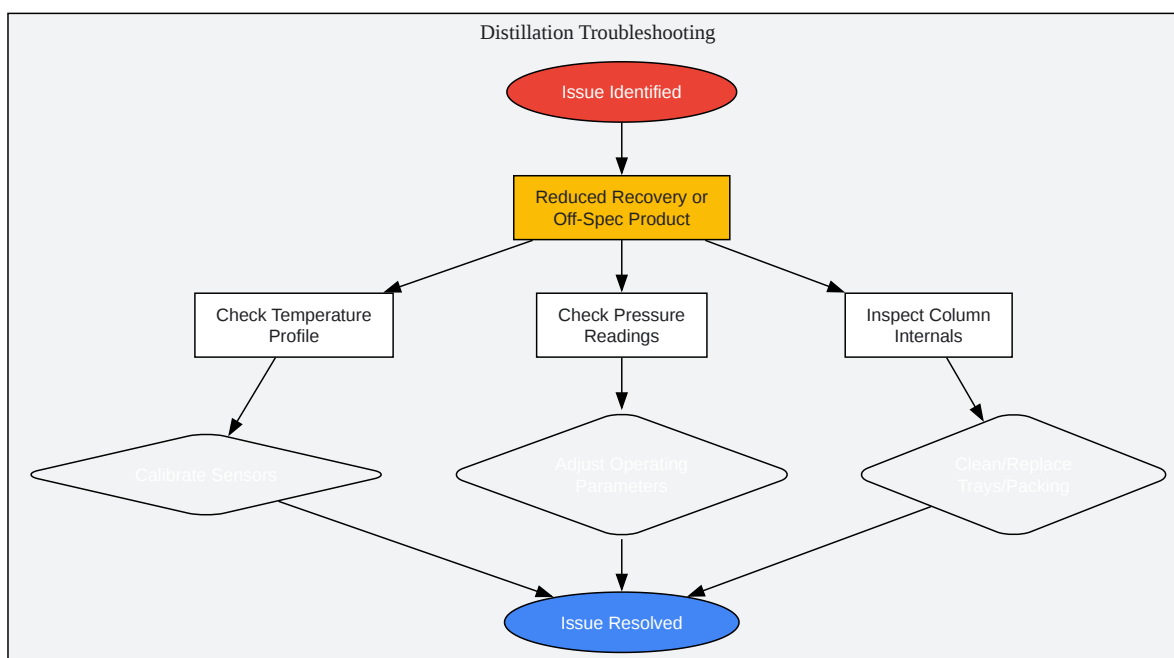 Distillation Troubleshooting
Issue Identified
Reduced Recovery or
Off-Spec Product
Check Temperature
Profile
Check Pressure
Readings
Inspect Column
Internals
Calibrate Sensors
Adjust Operating
Parameters
Clean/Replace
Trays/Packing
Issue Resolved